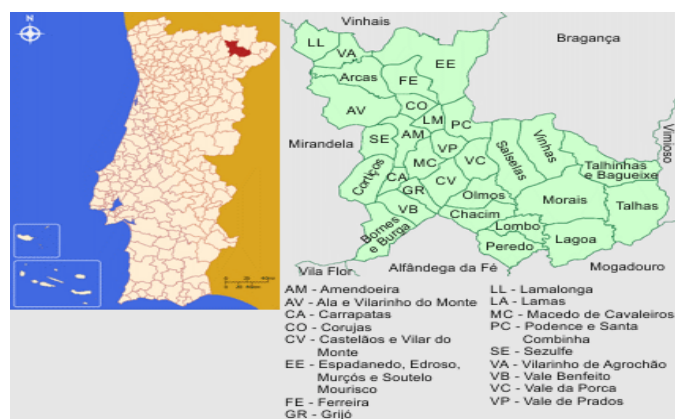 N
Vinhais
Bragança
LL
VA
EE
Arcas
FE
AV
CO
LM
PC
Mirandela
SE
AM
VP
Salselas
Vinhas
Vimioso
MC
VC
Cortiços
CA
CV
Talhinhas
e Bagueixe
GR
Olmos
Morais
Talhas
VB
Chacim
Bornes
e Burga
Lombo
Lagoa
Peredo
Vila Flor
Alfândega da Fé
Mogadouro
AM - Amendoeira
AV - Ala e Vilarinho do Monte
CA - Carrapatas
CO - Corujas
CV - Castelãos e Vilar do
Monte
EE - Espadanedo, Edroso,
Murçós e Soutelo
Mourisco
FE - Ferreira
GR - Grijó
LL - Lamalonga
LA - Lamas
MC - Macedo de Cavaleiros
PC - Podence e Santa
Combinha
SE - Sezulfe
VA - Vilarinho de Agrochão
VB - Vale Benfeito
VC - Vale da Porca
VP - Vale de Prados